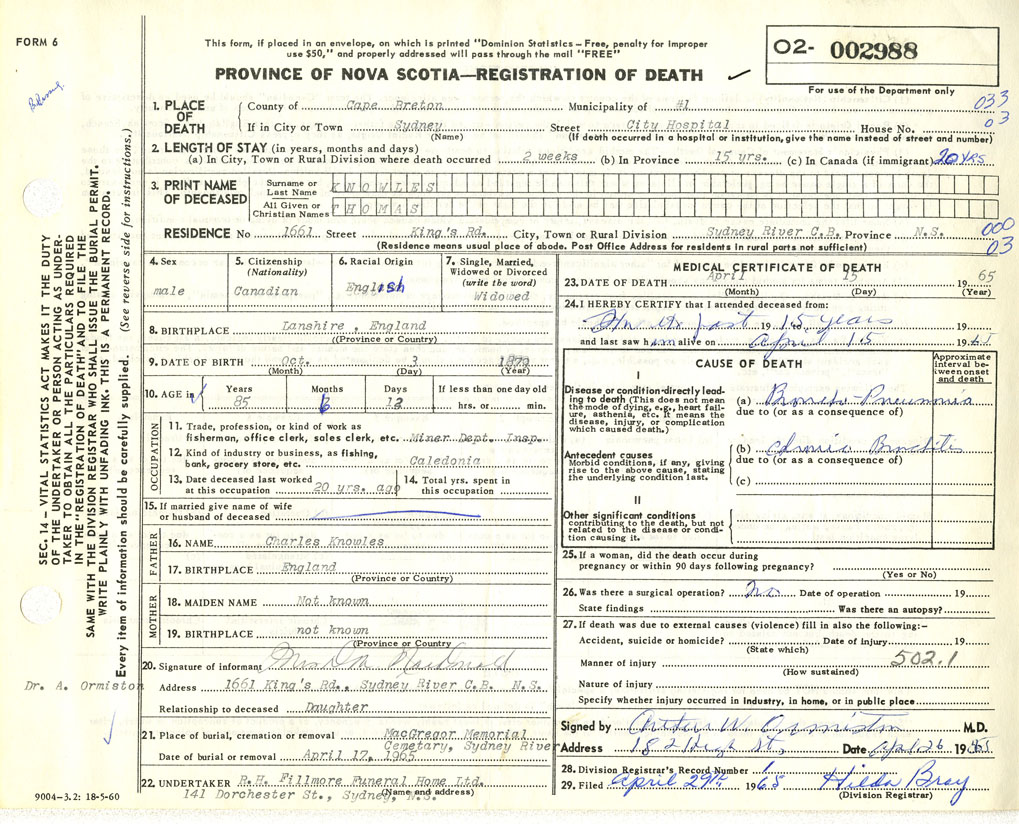 FORM 6
This form, if placed in an envelope, on which is printed "Dominion Statistics – Free, penalty for improper
use $50," and properly addressed will pass through the mail "FREE"
PROVINCE OF NOVA SCOTIA—REGISTRATION OF DEATH
02- 002988
For use of the Department only
033
03
1. PLACE OF DEATH
County of Cape Breton Municipality of #1
If in City or Town Sydney Street City Hospital House No.
(Name) (If death occurred in a hospital or institution, give the name instead of street and number)
2. LENGTH OF STAY (in years, months and days)
(a) In City, Town or Rural Division where death occurred 2 weeks (b) In Province 15 yrs. (c) In Canada (if immigrant) 20 yrs
3. PRINT NAME OF DECEASED
Surname or Last Name KNOWLES
All Given or Christian Names THOMAS
RESIDENCE No 1661 Street King's Rd. City, Town or Rural Division Sydney River C.B. Province N.S.
(Residence means usual place of abode. Post Office Address for residents in rural parts not sufficient)
000
03
4. Sex
male
5. Citizenship
(Nationality)
Canadian
6. Racial Origin
English
7. Single, Married, Widowed or Divorced
(write the word)
Widowed
8. BIRTHPLACE Lanshire , England
(Province or Country)
9. DATE OF BIRTH Oct. 3 1879
(Month) (Day) (Year)
10. AGE in
Years 85
Months 6
Days 12
If less than one day old
hrs. or min.
OCCUPATION
11. Trade, profession, or kind of work as
fisherman, office clerk, sales clerk, etc. Miner Dept. Insp.
12. Kind of industry or business, as fishing,
bank, grocery store, etc. Caledonia
13. Date deceased last worked
at this occupation 20 yrs. ago
14. Total yrs. spent in
this occupation
15. If married give name of wife
or husband of deceased
FATHER
16. NAME Charles Knowles
17. BIRTHPLACE England
(Province or Country)
MOTHER
18. MAIDEN NAME Not known
19. BIRTHPLACE not known
(Province or Country
20. Signature of informant Mrs D M MacDonald
Address 1661 King's Rd., Sydney River C.B. N.S.
Relationship to deceased Daughter
21. Place of burial, cremation or removal MacGregor Memorial
Cemetary, Sydney River
Date of burial or removal April 17, 1965
22. UNDERTAKER R.H. Fillmore Funeral Home Ltd.
(Name and address)
141 Dorchester St., Sydney, N.S.
9004–3.2: 18-5-60
MEDICAL CERTIFICATE OF DEATH
23. DATE OF DEATH April 15 1965
(Month) (Day) (Year)
24. I HEREBY CERTIFY that I attended deceased from:
For the past 19 15 years 19
and last saw him alive on April 15 1965
CAUSE OF DEATH
Approximate interval between onset and death
I
Disease or condition directly leading to death (This does not mean
the mode of dying, e.g., heart failure, asthenia, etc. It means the
disease, injury, or complication
which caused death.)
(a) Broncho Pneumonia
due to (or as a consequence of)
Antecedent causes
Morbid conditions, if any, giving
rise to the above cause, stating
the underlying condition last.
(b) Chronic Bronchitis
due to (or as a consequence of)
(c)
II
Other significant conditions
contributing to the death, but not
related to the disease or condition causing it.
25. If a woman, did the death occur during
pregnancy or within 90 days following pregnancy?
(Yes or No)
26. Was there a surgical operation? no Date of operation 19
State findings Was there an autopsy?
27. If death was due to external causes (violence) fill in also the following:–
Accident, suicide or homicide? Date of injury 19
(State which)
Manner of injury 502.1
(How sustained)
Nature of injury
Specify whether injury occurred in industry, in home, or in public place
Signed by Arthur W Ormiston M.D.
Address 182 High St, Date Apl 26 1965
28. Division Registrar's Record Number 1
29. Filed April 29th 1965 Hilda Bray
(Division Registrar)
SEC. 14 – VITAL STATISTICS ACT MAKES IT THE DUTY
OF THE UNDERTAKER OR PERSON ACTING AS UNDERTAKER TO OBTAIN ALL THE PARTICULARS REQUIRED
IN THE "REGISTRATION OF DEATH" AND TO FILE THE
SAME WITH THE DIVISION REGISTRAR WHO SHALL ISSUE THE BURIAL PERMIT.
WRITE PLAINLY WITH UNFADING INK. THIS IS A PERMANENT RECORD.
Every item of information should be carefully supplied. (See reverse side for instructions.)
Dr. A. Ormiston